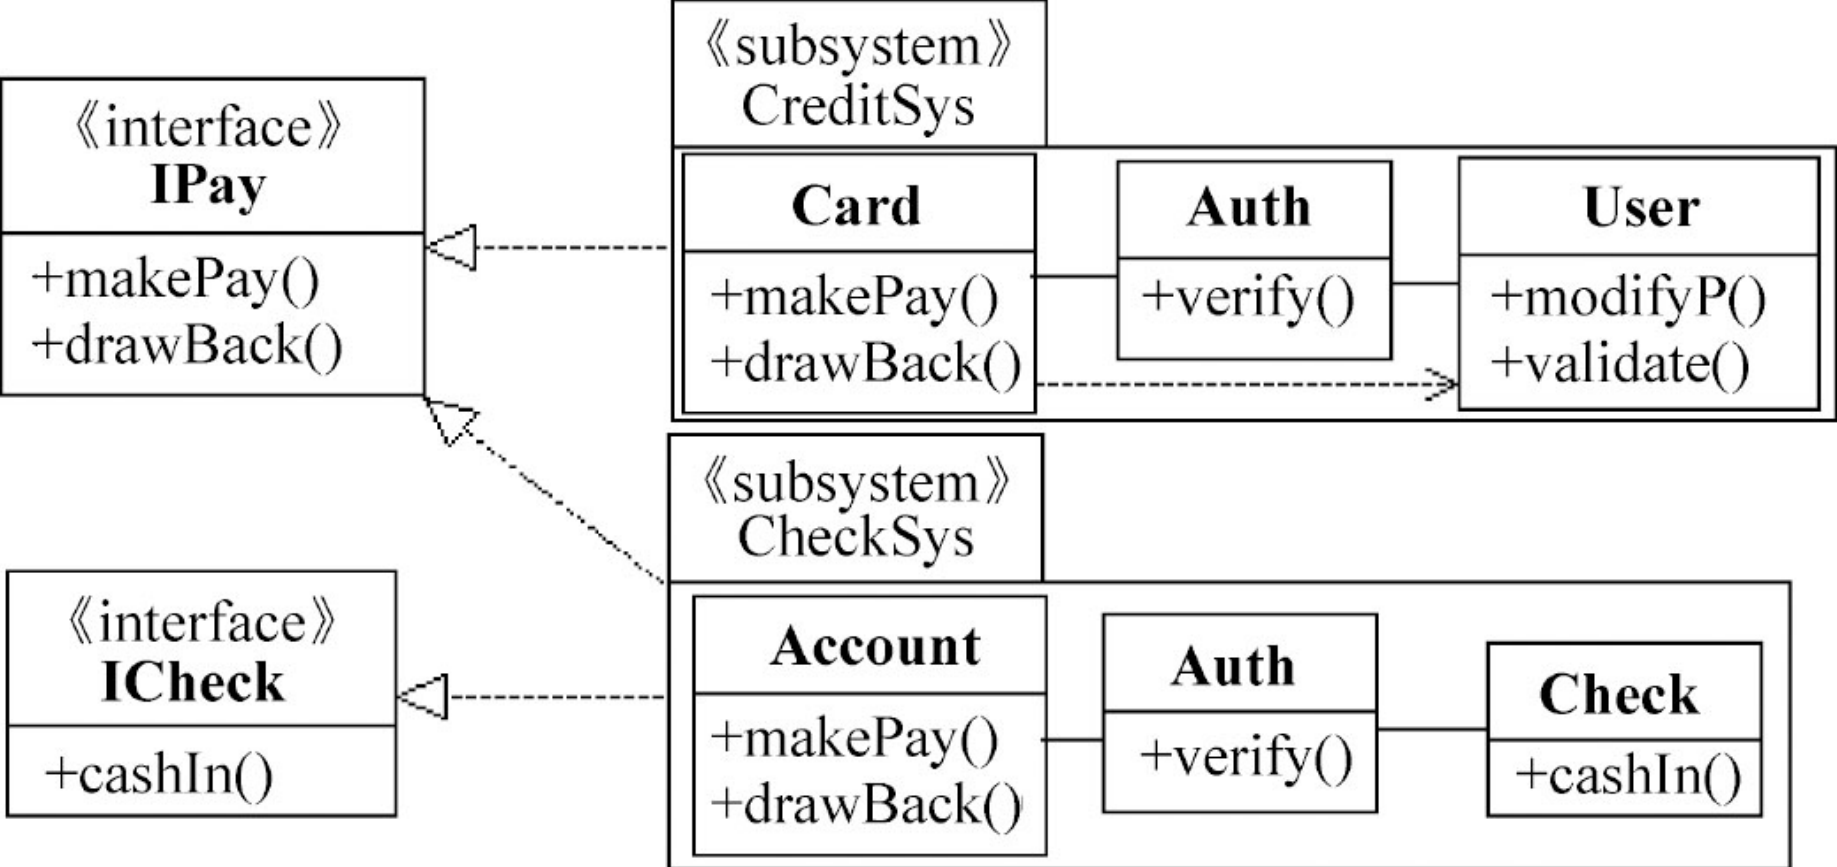 《interface》
IPay
+makePay()
+drawBack()
《subsystem》
CreditSys
Card
+makePay()
+drawBack()
Auth
+verify()
User
+modifyP()
+validate()
《interface》
ICheck
+cashIn()
《subsystem》
CheckSys
Account
+makePay()
+drawBack()
Auth
+verify()
Check
+cashIn()